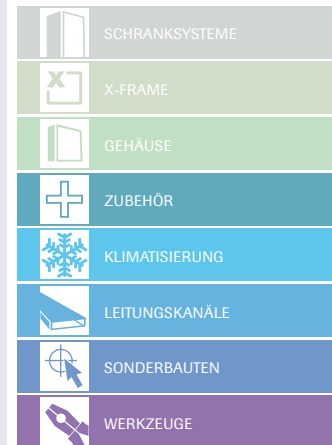 SCHRANKSYSTEME
X-FRAME
GEHÄUSE
ZUBEHÖR
KLIMATISIERUNG
LEITUNGSKANÄLE
SONDERBAUTEN
WERKZEUGE